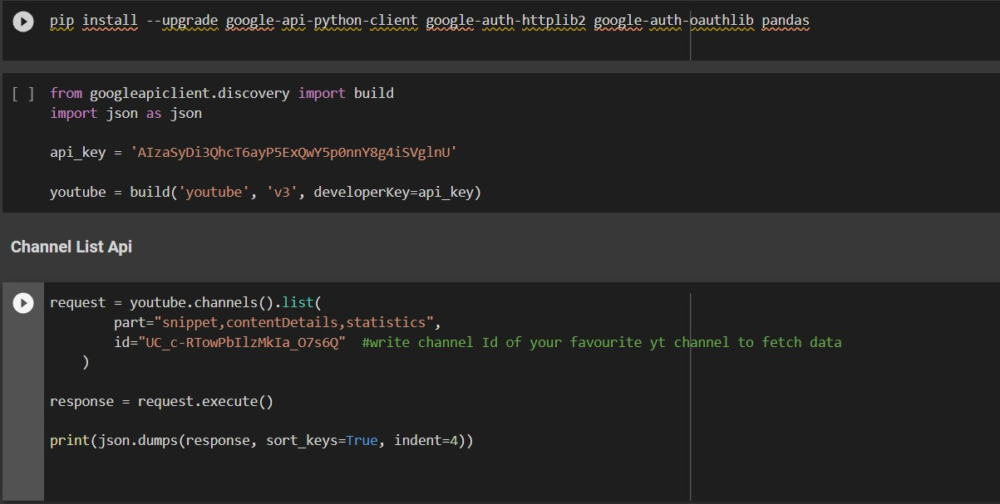 pip install --upgrade google-api-python-client google-auth-httplib2 google-auth-oauthlib pandas
[ ] from googleapiclient.discovery import build
import json as json
api_key = 'AIzaSyDi3QhcT6ayP5ExQwY5p0nnY8g4iSVglnU'
youtube = build('youtube', 'v3', developerKey=api_key)
Channel List Api
request = youtube.channels().list(
part="snippet,contentDetails,statistics",
id="UC_c-RTowPbIlzMkIa_O7s6Q" #write channel Id of your favourite yt channel to fetch data
)
response = request.execute()
print(json.dumps(response, sort_keys=True, indent=4))